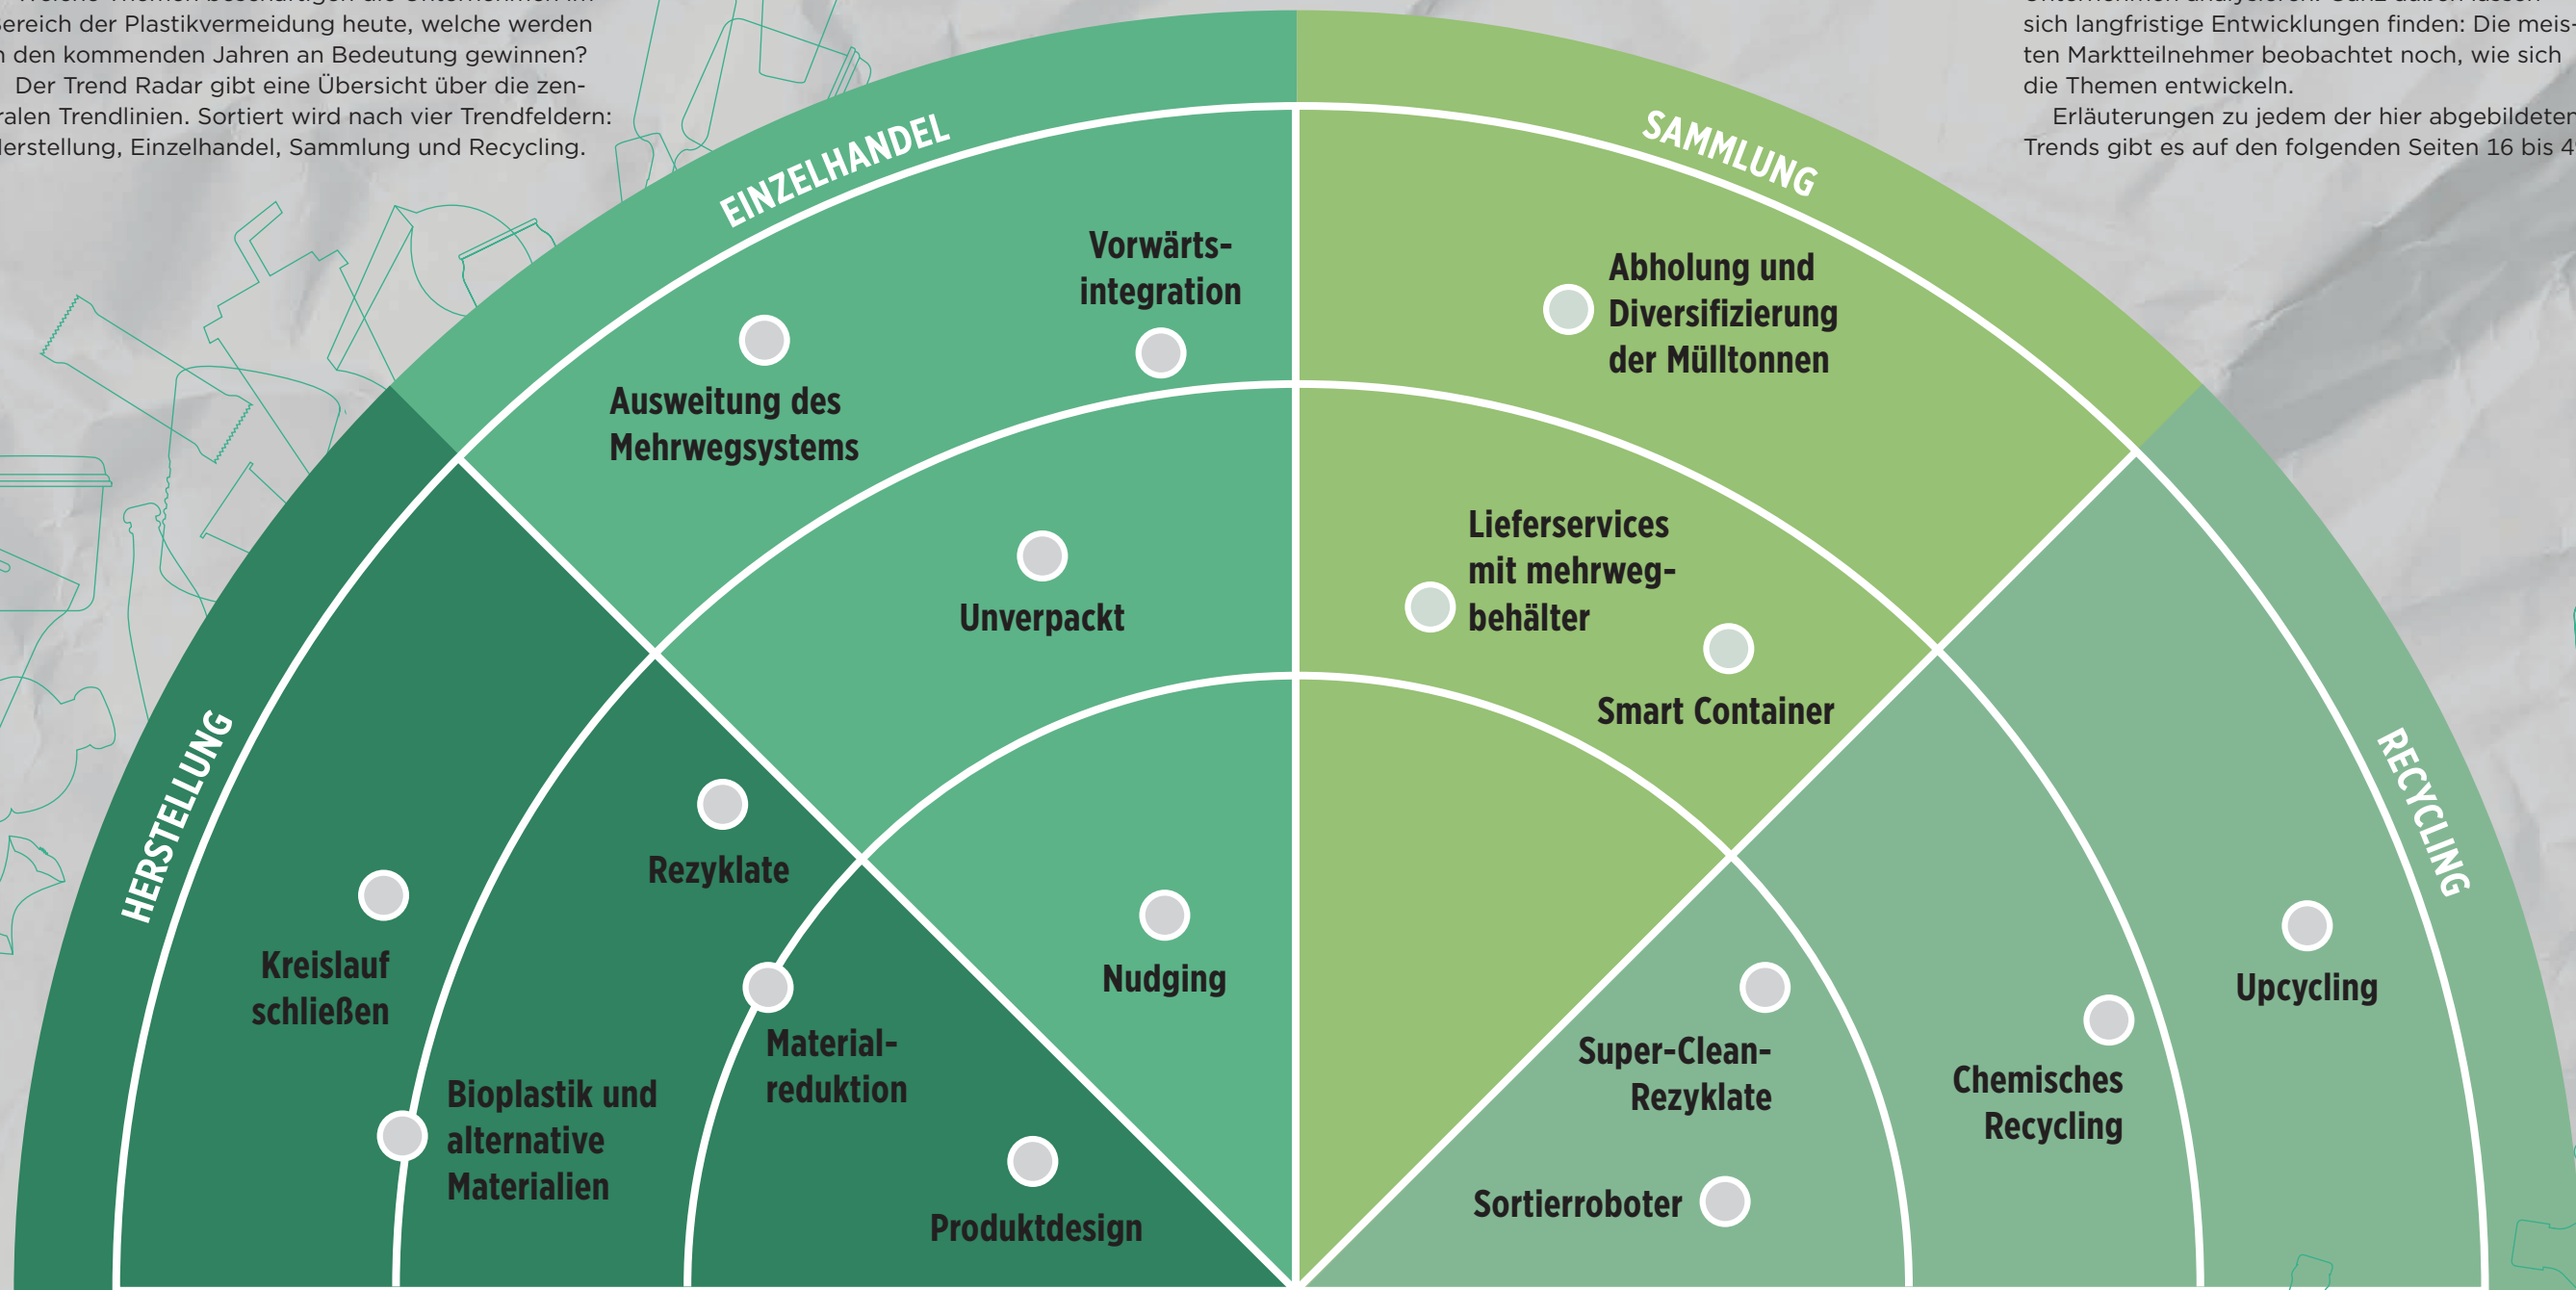 Bereich der Plastikvermeidung heute, welche werden
den kommenden Jahren an Bedeutung gewinnen?
Der Trend Radar gibt eine Übersicht über die zen-
ralen Trendlinien. Sortiert wird nach vier Trendfeldern:
Herstellung, Einzelhandel, Sammlung und Recycling.
sich langfristige Entwicklungen finden: Die meis-
ten Marktteilnehmer beobachtet noch, wie sich
die Themen entwickeln.
Erläuterungen zu jedem der hier abgebildeten
Trends gibt es auf den folgenden Seiten 16 bis
EINZELHANDEL
SAMMLUNG
HERSTELLUNG
RECYCLING
Vorwärts-
integration
Ausweitung des
Mehrwegsystems
Unverpackt
Nudging
Abholung und
Diversifizierung
der Mülltonnen
Lieferservices
mit mehrweg-
behälter
Smart Container
Rezyklate
Kreislauf
schließen
Material-
reduktion
Bioplastik und
alternative
Materialien
Produktdesign
Super-Clean-
Rezyklate
Sortierroboter
Chemisches
Recycling
Upcycling